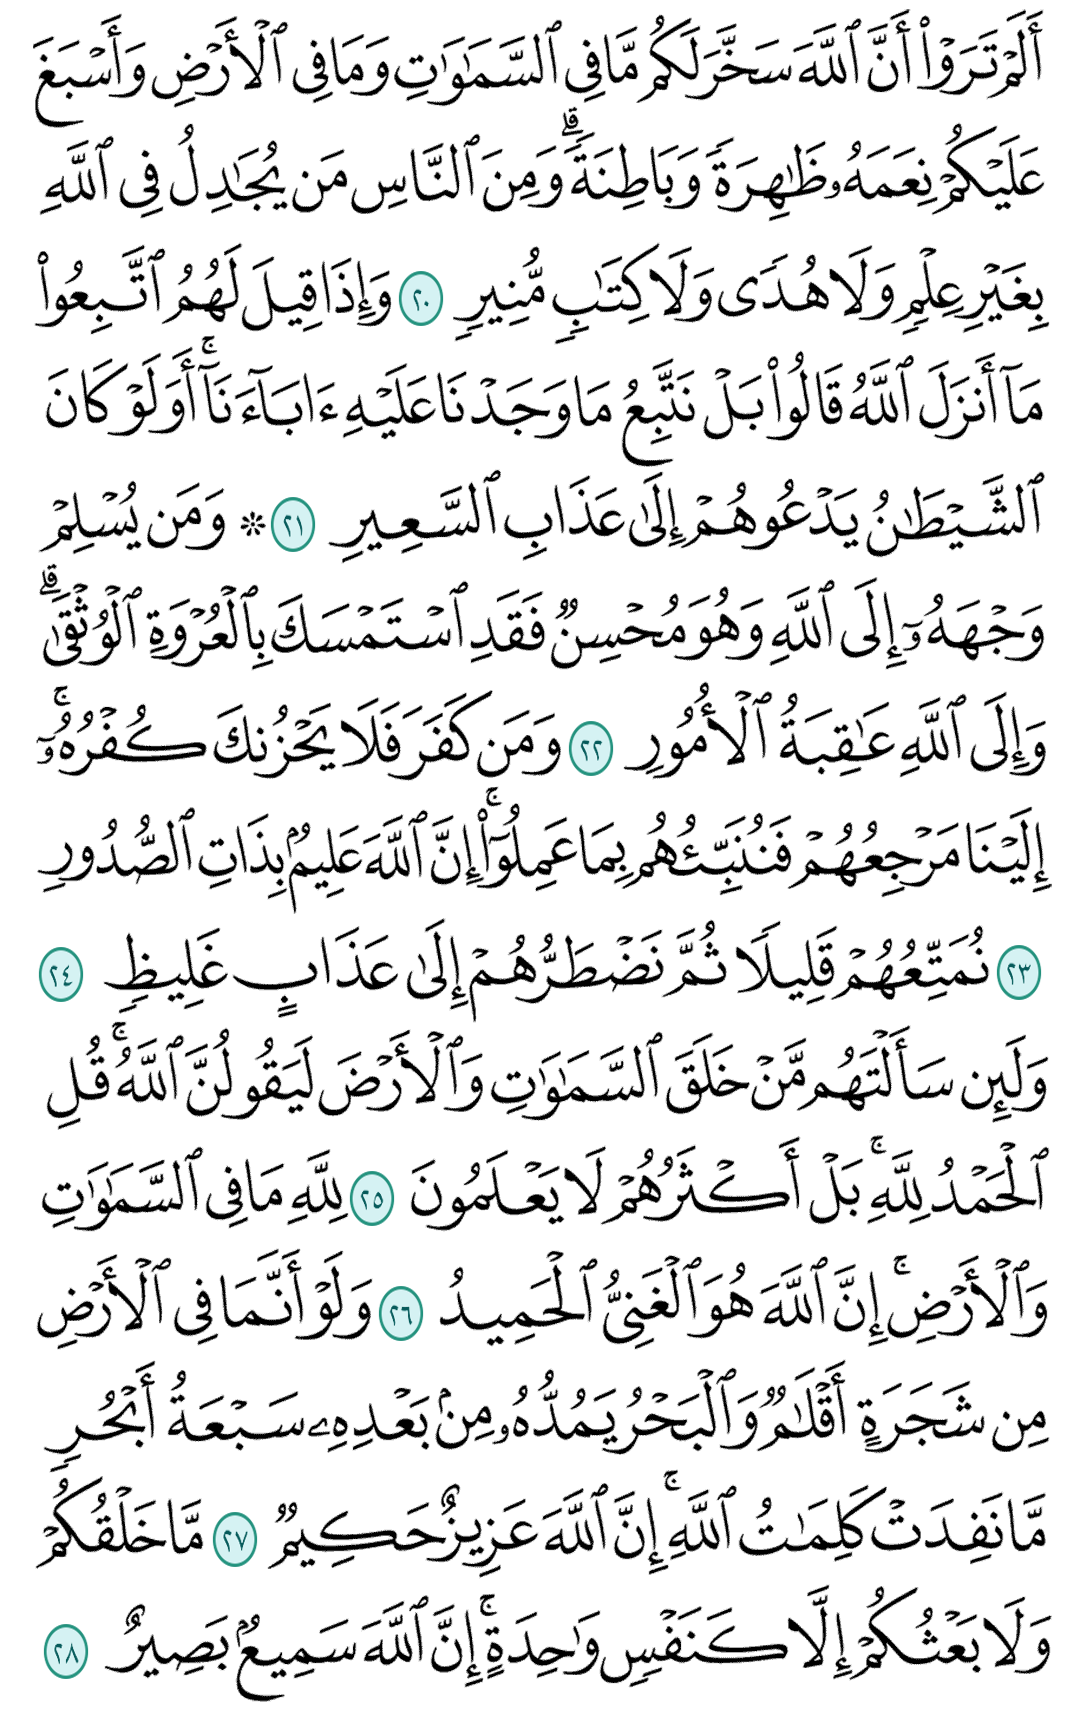 أَلَمْ تَرَوْا۟ أَنَّ ٱللَّهَ سَخَّرَ لَكُم مَّا فِى ٱلسَّمَـٰوَٰتِ وَمَا فِى ٱلْأَرْضِ وَأَسْبَغَ
عَلَيْكُمْ نِعَمَهُۥ ظَـٰهِرَةً وَبَاطِنَةً ۗ وَمِنَ ٱلنَّاسِ مَن يُجَـٰدِلُ فِى ٱللَّهِ
بِغَيْرِ عِلْمٍ وَلَا هُدًى وَلَا كِتَـٰبٍ مُّنِيرٍ ٢٠ وَإِذَا قِيلَ لَهُمُ ٱتَّبِعُوا۟
مَآ أَنزَلَ ٱللَّهُ قَالُوا۟ بَلْ نَتَّبِعُ مَا وَجَدْنَا عَلَيْهِ ءَابَآءَنَآ ۚ أَوَلَوْ كَانَ
ٱلشَّيْطَـٰنُ يَدْعُوهُمْ إِلَىٰ عَذَابِ ٱلسَّعِيرِ ٢١ ۞ وَمَن يُسْلِمْ
وَجْهَهُۥٓ إِلَى ٱللَّهِ وَهُوَ مُحْسِنٌ فَقَدِ ٱسْتَمْسَكَ بِٱلْعُرْوَةِ ٱلْوُثْقَىٰ ۗ
وَإِلَى ٱللَّهِ عَـٰقِبَةُ ٱلْأُمُورِ ٢٢ وَمَن كَفَرَ فَلَا يَحْزُنكَ كُفْرُهُۥٓ ۚ
إِلَيْنَا مَرْجِعُهُمْ فَنُنَبِّئُهُم بِمَا عَمِلُوٓا۟ ۚ إِنَّ ٱللَّهَ عَلِيمٌۢ بِذَاتِ ٱلصُّدُورِ
٢٣ نُمَتِّعُهُمْ قَلِيلًا ثُمَّ نَضْطَرُّهُمْ إِلَىٰ عَذَابٍ غَلِيظٍ ٢٤
وَلَئِن سَأَلْتَهُم مَّنْ خَلَقَ ٱلسَّمَـٰوَٰتِ وَٱلْأَرْضَ لَيَقُولُنَّ ٱللَّهُ ۚ قُلِ
ٱلْحَمْدُ لِلَّهِ ۚ بَلْ أَكْثَرُهُمْ لَا يَعْلَمُونَ ٢٥ لِلَّهِ مَا فِى ٱلسَّمَـٰوَٰتِ
وَٱلْأَرْضِ ۚ إِنَّ ٱللَّهَ هُوَ ٱلْغَنِىُّ ٱلْحَمِيدُ ٢٦ وَلَوْ أَنَّمَا فِى ٱلْأَرْضِ
مِن شَجَرَةٍ أَقْلَـٰمٌ وَٱلْبَحْرُ يَمُدُّهُۥ مِنۢ بَعْدِهِۦ سَبْعَةُ أَبْحُرٍ
مَّا نَفِدَتْ كَلِمَـٰتُ ٱللَّهِ ۚ إِنَّ ٱللَّهَ عَزِيزٌ حَكِيمٌ ٢٧ مَّا خَلْقُكُمْ
وَلَا بَعْثُكُمْ إِلَّا كَنَفْسٍ وَٰحِدَةٍ ۚ إِنَّ ٱللَّهَ سَمِيعٌۢ بَصِيرٌ ٢٨